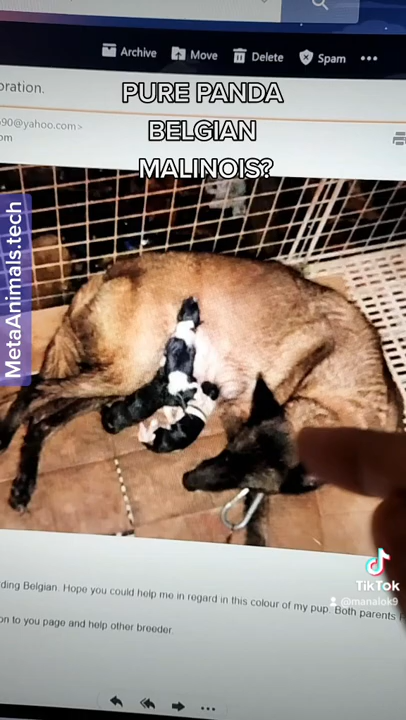 Archive Move Delete Spam
oration.
90@yahoo.com>
om
PURE PANDA
BELGIAN
MALINOIS?
MetaAnimals.tech
TikTok
@manalok9
ding Belgian. Hope you could help me in regard in this colour of my pup. Both parents
on to you page and help other breeder.